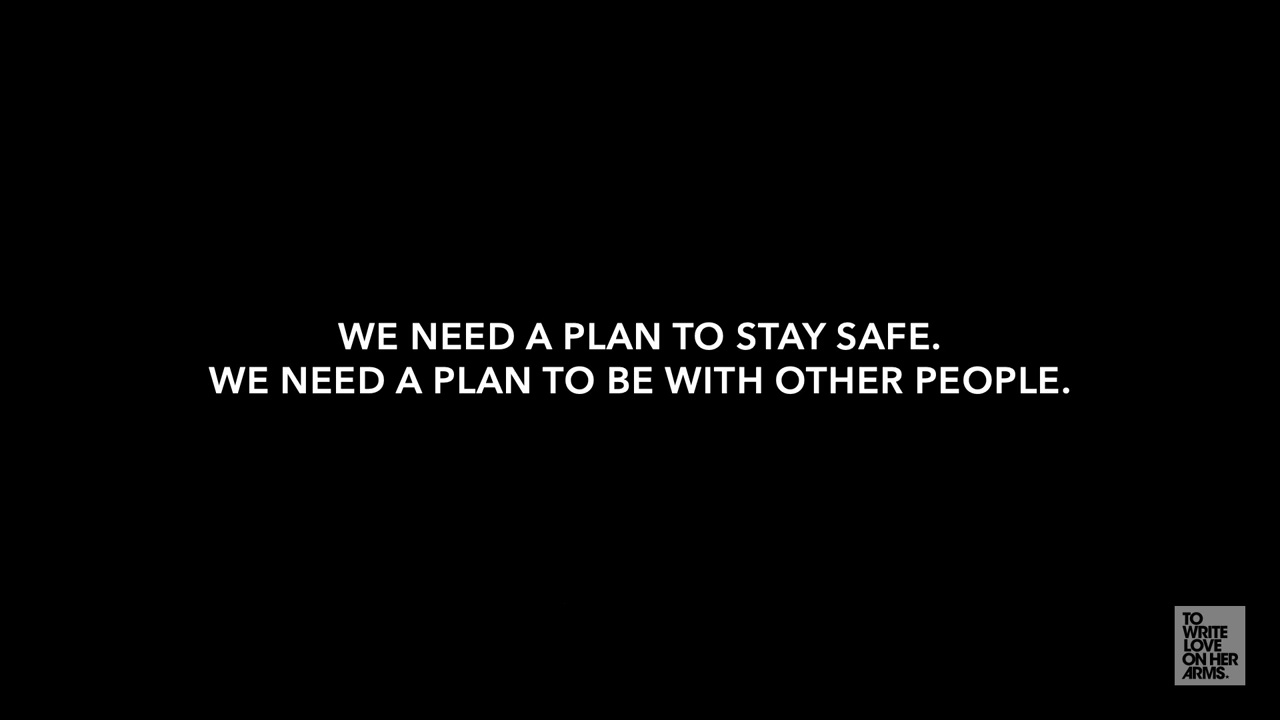 WE NEED A PLAN TO STAY SAFE.
WE NEED A PLAN TO BE WITH OTHER PEOPLE.
TO
WRITE
LOVE
ON HER
ARMS.